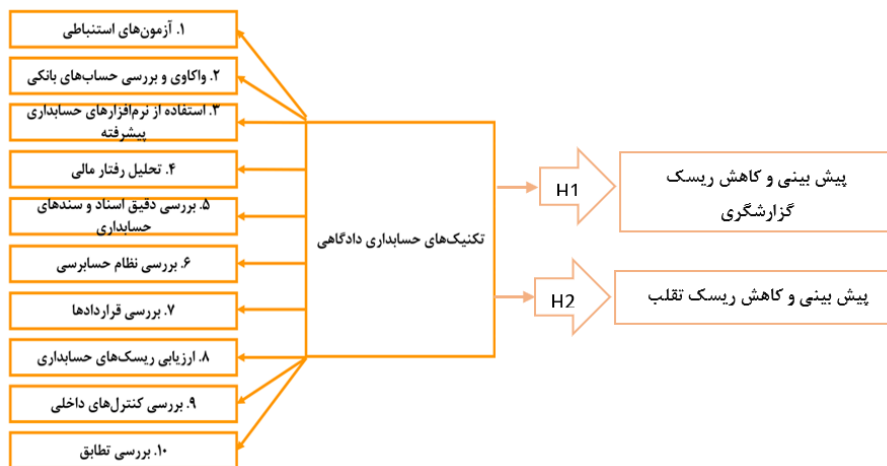 ۱. آزمون‌های استنباطی
۲. واکاوی و بررسی حساب‌های بانکی
۳. استفاده از نرم‌افزارهای حسابداری
پیشرفته
۴. تحلیل رفتار مالی
۵. بررسی دقیق اسناد و سندهای
حسابداری
۶. بررسی نظام حسابرسی
۷. بررسی قراردادها
۸. ارزیابی ریسک‌های حسابداری
۹. بررسی کنترل‌های داخلی
۱۰. بررسی تطابق
تکنیک‌های حسابداری دادگاهی
H1
پیش بینی و کاهش ریسک
گزارشگری
H2
پیش بینی و کاهش ریسک تقلب